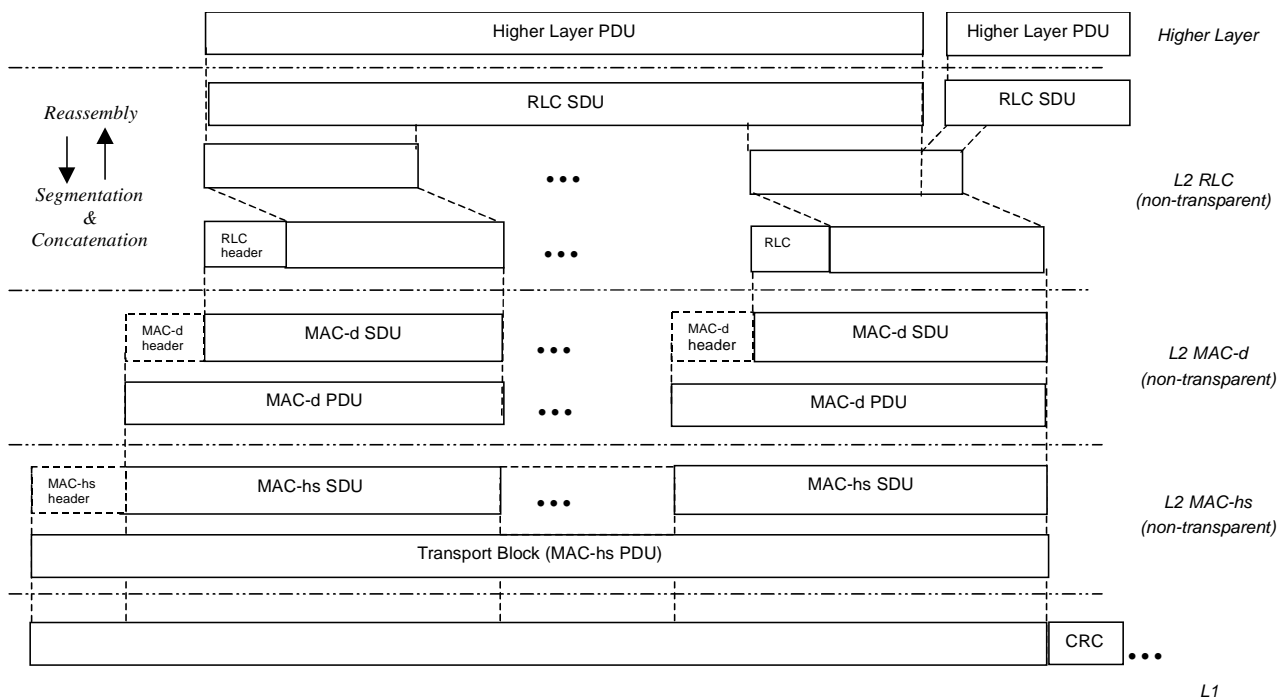 Higher Layer PDU
Higher Layer PDU
Higher Layer
RLC SDU
RLC SDU
Reassembly
Segmentation
&
Concatenation
•••
L2 RLC
(non-transparent)
RLC
header
•••
RLC
MAC-d
header
MAC-d SDU
•••
MAC-d
header
MAC-d SDU
L2 MAC-d
(non-transparent)
MAC-d PDU
•••
MAC-d PDU
MAC-hs
header
MAC-hs SDU
•••
MAC-hs SDU
L2 MAC-hs
(non-transparent)
Transport Block (MAC-hs PDU)
CRC
•••
L1